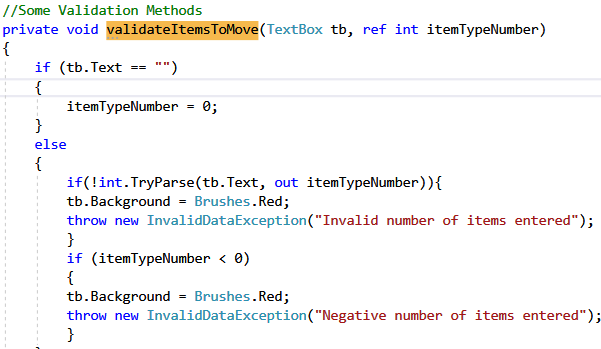 //Some Validation Methods
private void validateItemsToMove(TextBox tb, ref int itemTypeNumber)
{
if (tb.Text == "")
{
itemTypeNumber = 0;
}
else
{
if(!int.TryParse(tb.Text, out itemTypeNumber)){
tb.Background = Brushes.Red;
throw new InvalidDataException("Invalid number of items entered");
}
if (itemTypeNumber < 0)
{
tb.Background = Brushes.Red;
throw new InvalidDataException("Negative number of items entered");
}